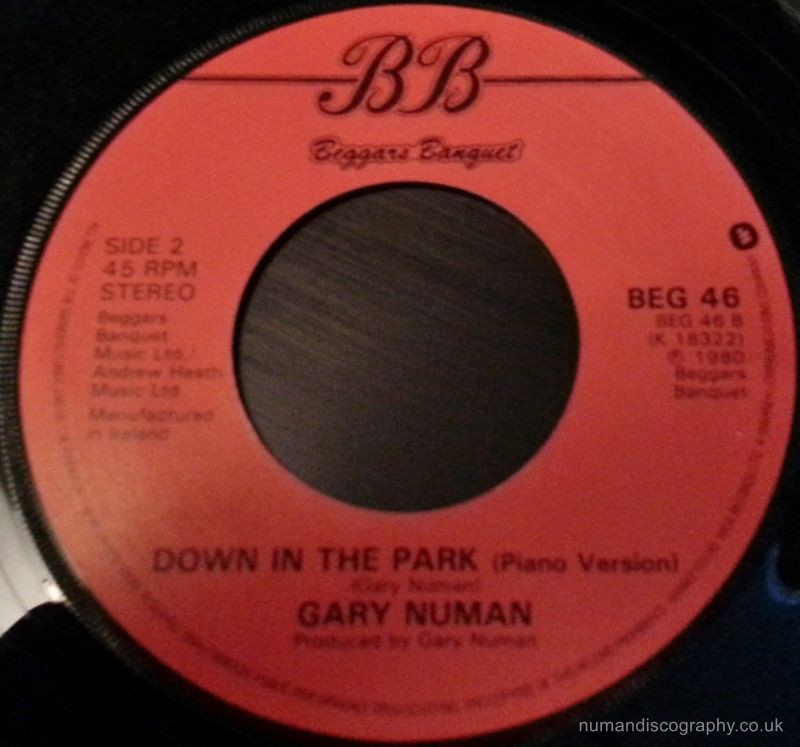 BB
Beggars Banquet
SIDE 2
45 RPM
STEREO
Beggars
Banquet
Music Ltd./
Andrew Heath
Music Ltd
Manufactured
in Ireland
BEG 46
BEG 46 B
(K 18322)
℗ 1980
Beggars
Banquet
DOWN IN THE PARK (Piano Version)
(Gary Numan)
GARY NUMAN
Produced by Gary Numan
numandiscography.co.uk